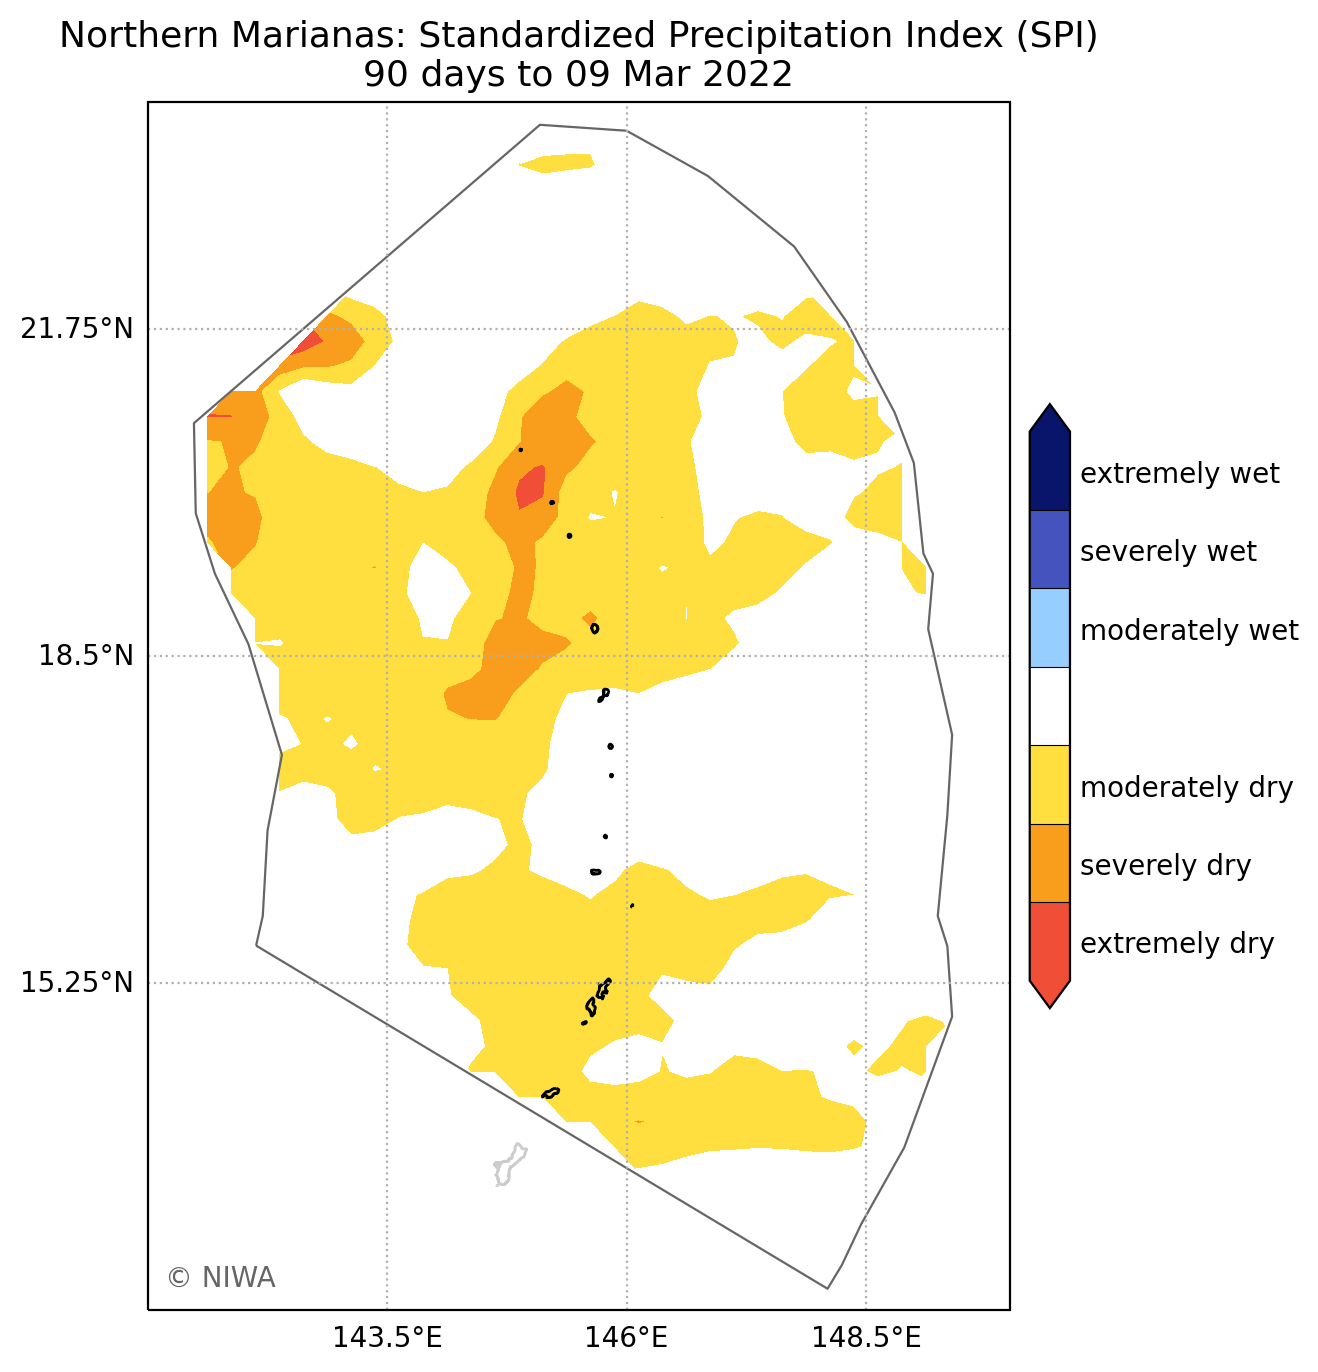 Northern Marianas: Standardized Precipitation Index (SPI)
90 days to 09 Mar 2022
21.75°N
18.5°N
15.25°N
143.5°E
146°E
148.5°E
extremely wet
severely wet
moderately wet
moderately dry
severely dry
extremely dry
© NIWA